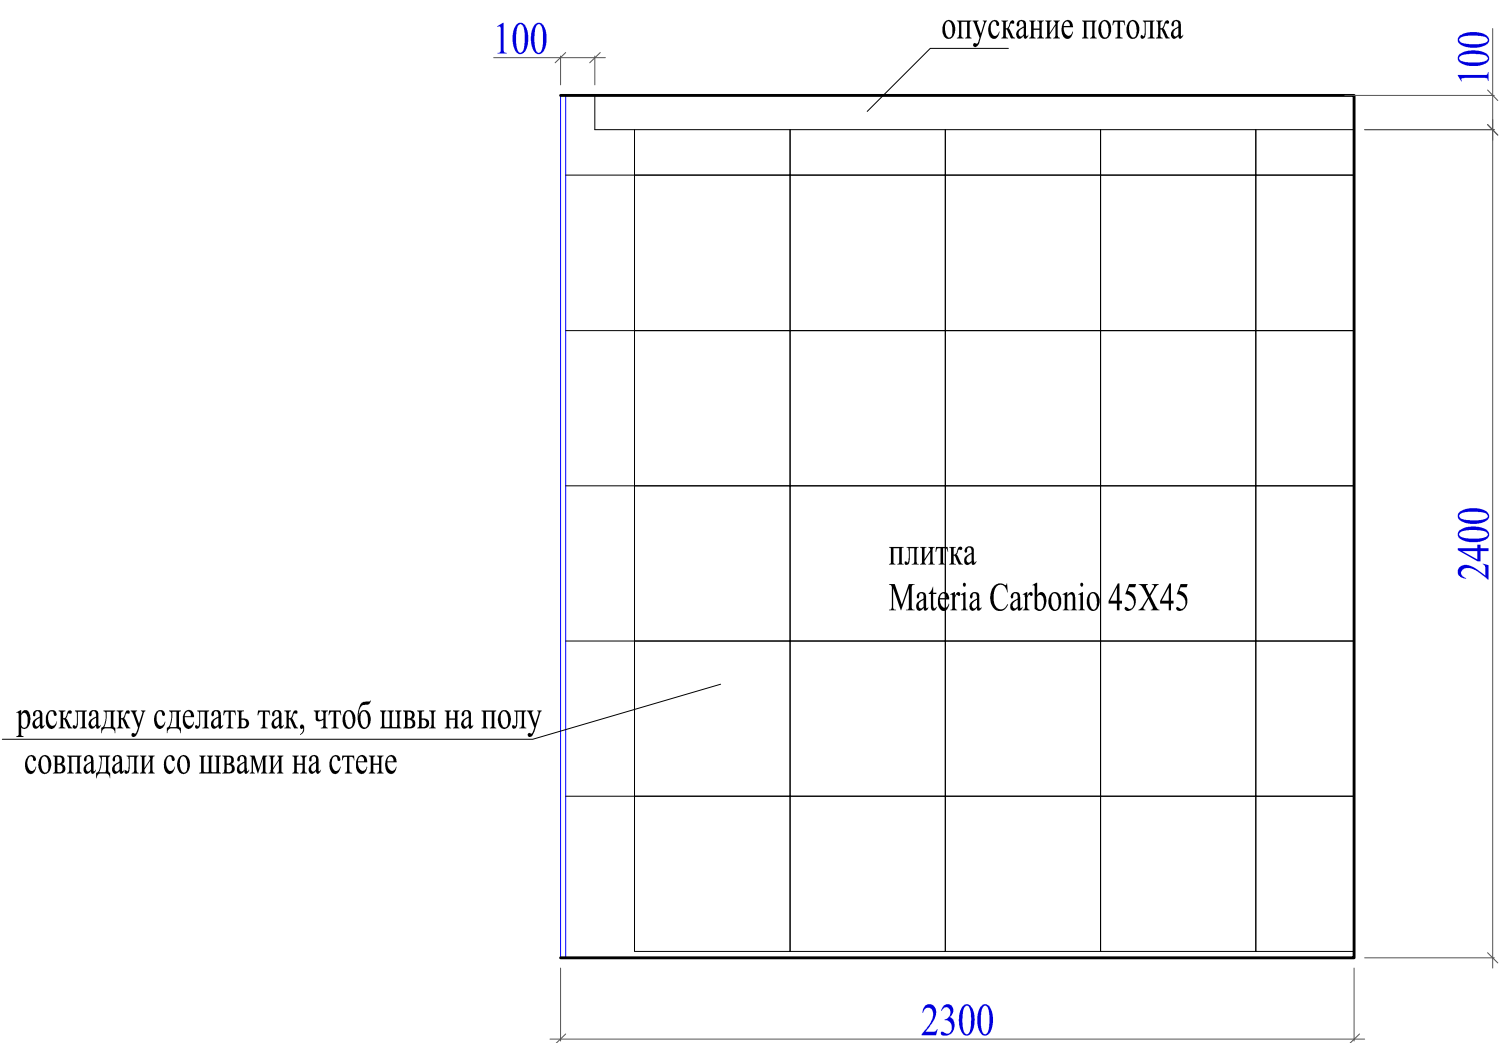 опускание потолка
100
100
2400
плитка
Materia Carbonio 45X45
раскладку сделать так, чтоб швы на полу
совпадали со швами на стене
2300